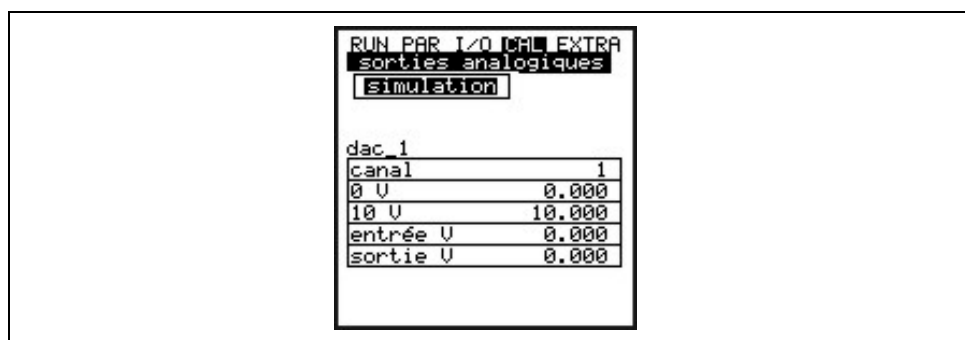 RUN PAR I/O CAL EXTRA
sorties analogiques
simulation
dac_1
canal 1
0 V 0.000
10 V 10.000
entrée V 0.000
sortie V 0.000